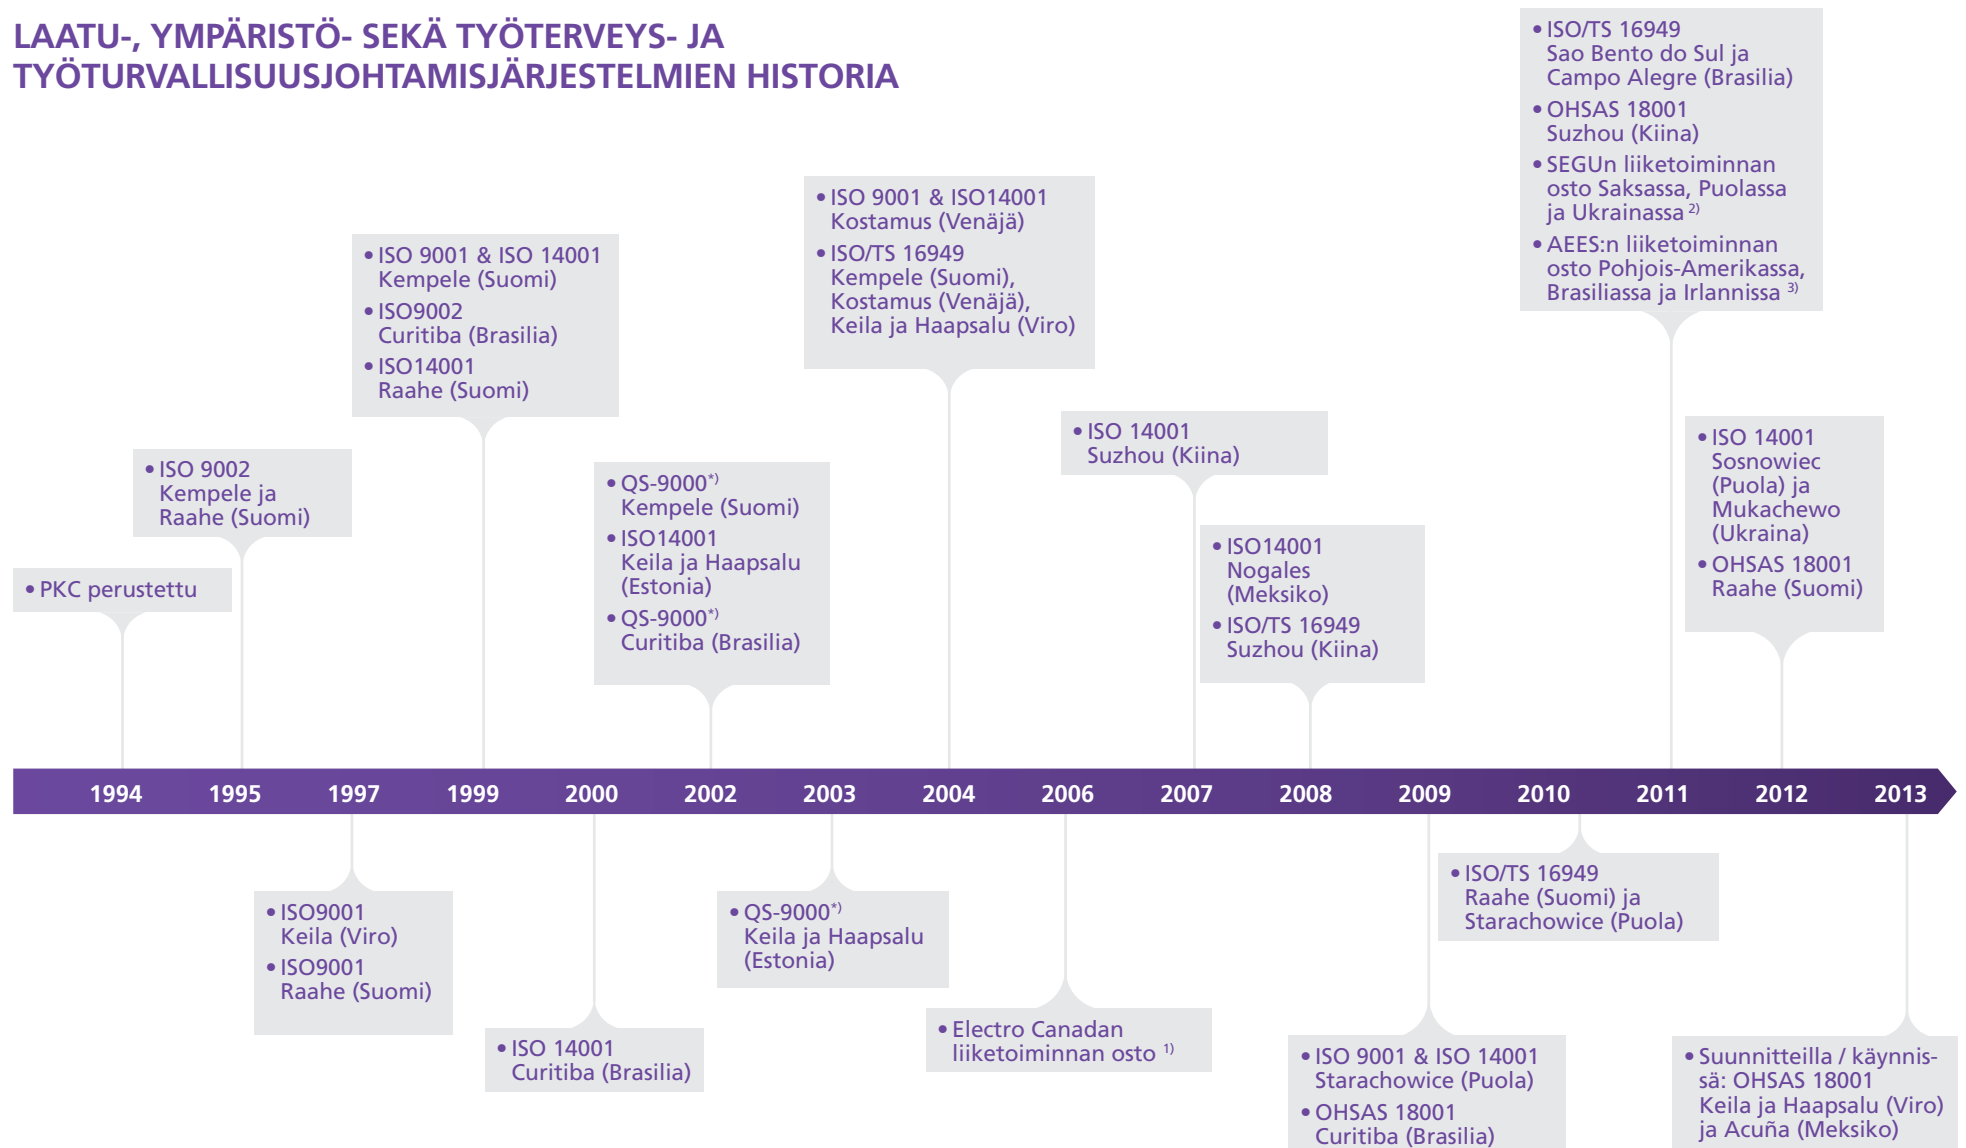 LAATU-, YMPÄRISTÖ- SEKÄ TYÖTERVEYS- JA
TYÖTURVALLISUUSJOHTAMISJÄRJESTELMIEN HISTORIA
• PKC perustettu
• ISO 9002
Kempele ja
Raahe (Suomi)
• ISO 9001 & ISO 14001
Kempele (Suomi)
• ISO9002
Curitiba (Brasilia)
• ISO14001
Raahe (Suomi)
• QS-9000*)
Kempele (Suomi)
• ISO14001
Keila ja Haapsalu
(Estonia)
• QS-9000*)
Curitiba (Brasilia)
• ISO 9001 & ISO14001
Kostamus (Venäjä)
• ISO/TS 16949
Kempele (Suomi),
Kostamus (Venäjä),
Keila ja Haapsalu (Viro)
• ISO 14001
Suzhou (Kiina)
• ISO14001
Nogales
(Meksiko)
• ISO/TS 16949
Suzhou (Kiina)
• ISO/TS 16949
Sao Bento do Sul ja
Campo Alegre (Brasilia)
• OHSAS 18001
Suzhou (Kiina)
• SEGUn liiketoiminnan
osto Saksassa, Puolassa
ja Ukrainassa 2)
• AEES:n liiketoiminnan
osto Pohjois-Amerikassa,
Brasiliassa ja Irlannissa 3)
• ISO 14001
Sosnowiec
(Puola) ja
Mukachewo
(Ukraina)
• OHSAS 18001
Raahe (Suomi)
1994 1995 1997 1999 2000 2002 2003 2004 2006 2007 2008 2009 2010 2011 2012 2013
• ISO9001
Keila (Viro)
• ISO9001
Raahe (Suomi)
• ISO 14001
Curitiba (Brasilia)
• QS-9000*)
Keila ja Haapsalu
(Estonia)
• Electro Canadan
liiketoiminnan osto 1)
• ISO 9001 & ISO 14001
Starachowice (Puola)
• OHSAS 18001
Curitiba (Brasilia)
• ISO/TS 16949
Raahe (Suomi) ja
Starachowice (Puola)
• Suunnitteilla / käynnis-
sä: OHSAS 18001
Keila ja Haapsalu (Viro)
ja Acuña (Meksiko)